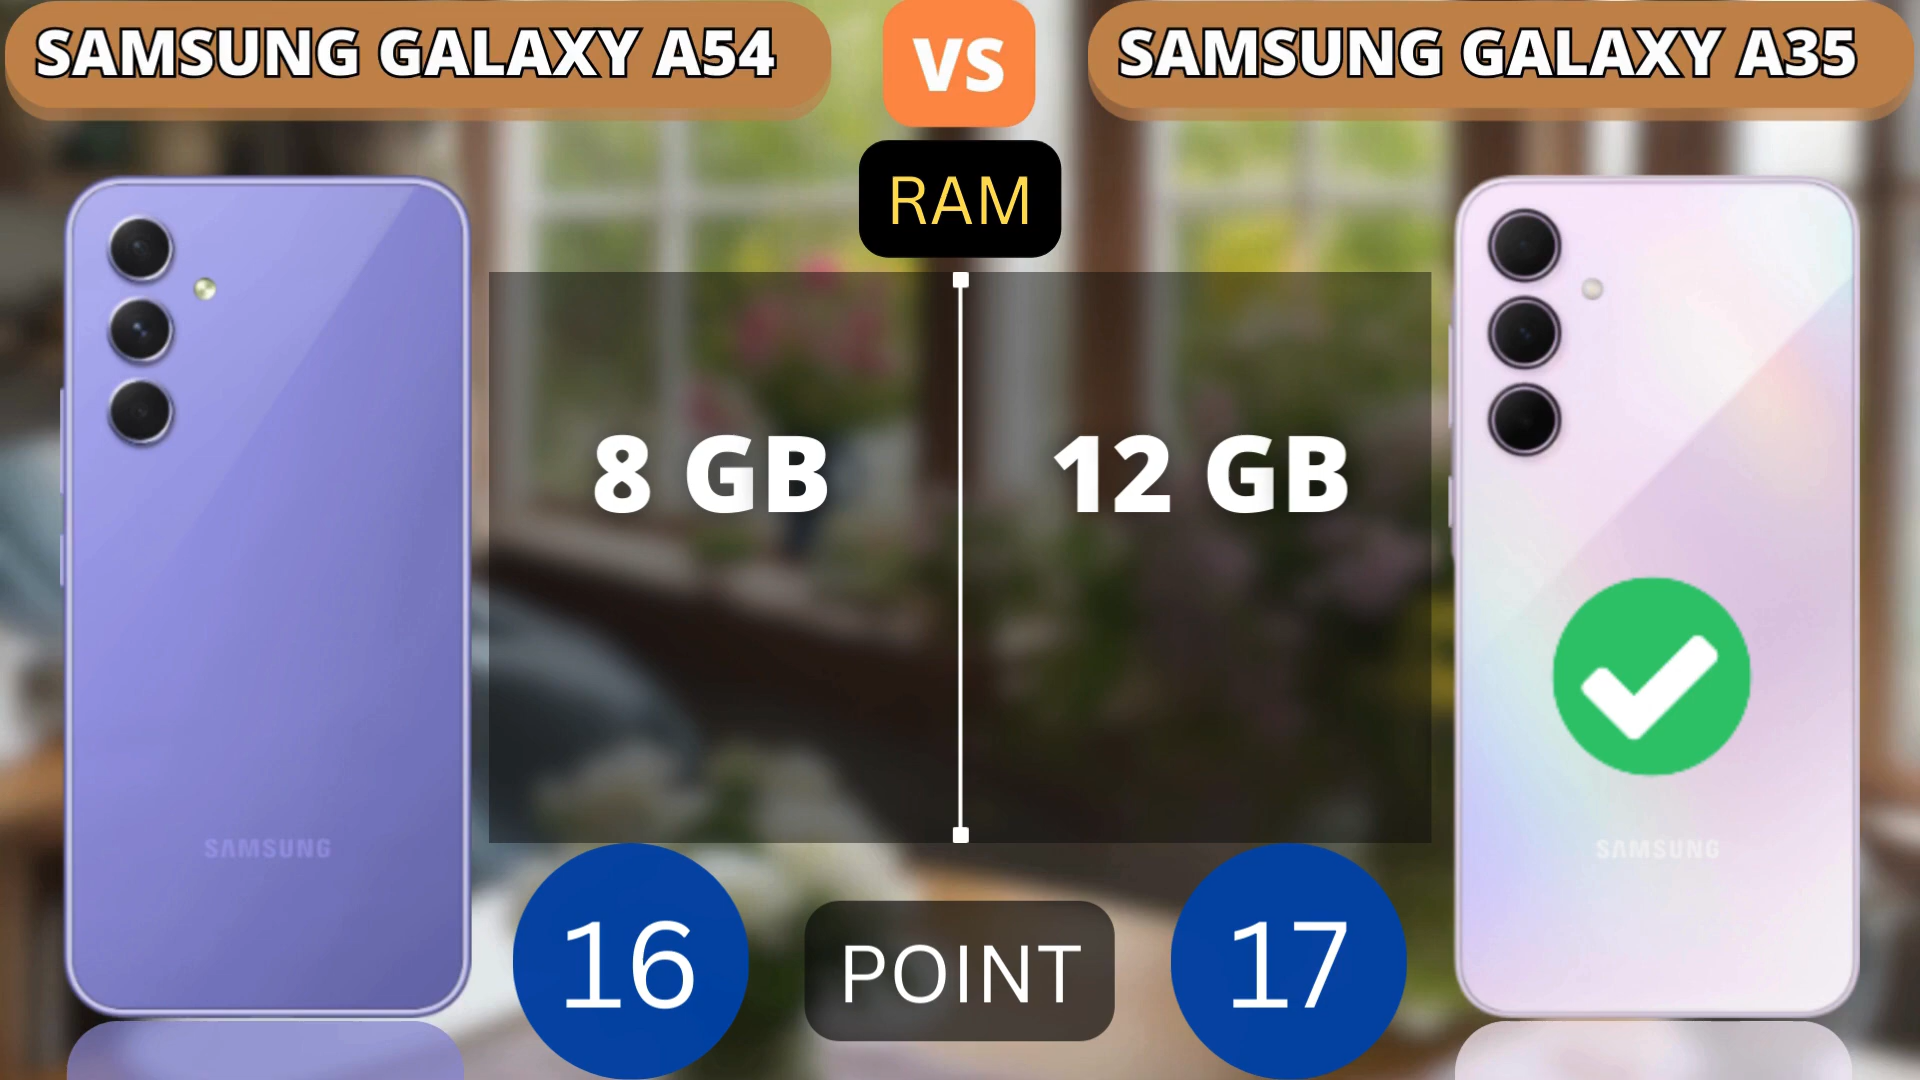 SAMSUNG GALAXY A54
VS
SAMSUNG GALAXY A35
RAM
8 GB
12 GB
SAMSUNG
SAMSUNG
16
POINT
17